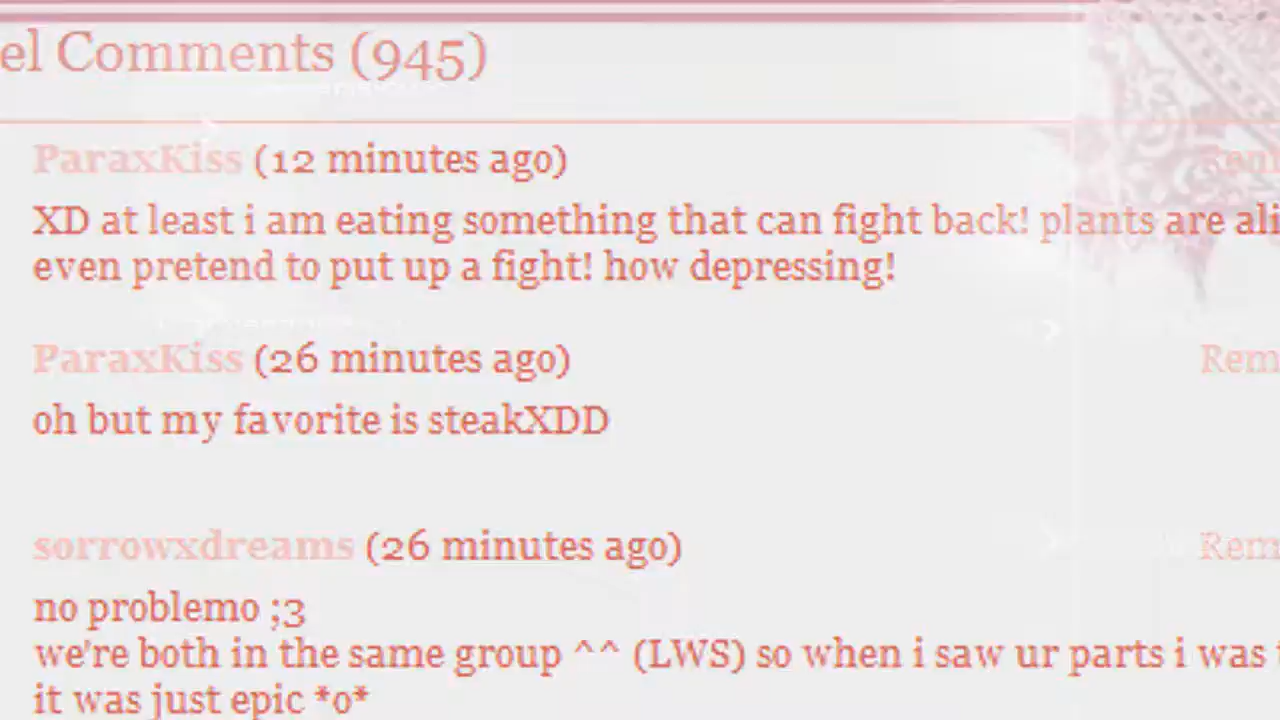 el Comments (945)
ParaxKiss (12 minutes ago)
XD at least i am eating something that can fight back! plants are ali
even pretend to put up a fight! how depressing!
ParaxKiss (26 minutes ago)
Rem
oh but my favorite is steakXDD
sorrowxdreams (26 minutes ago)
Rem
no problemo ;3
we're both in the same group ^^ (LWS) so when i saw ur parts i was
it was just epic *o*